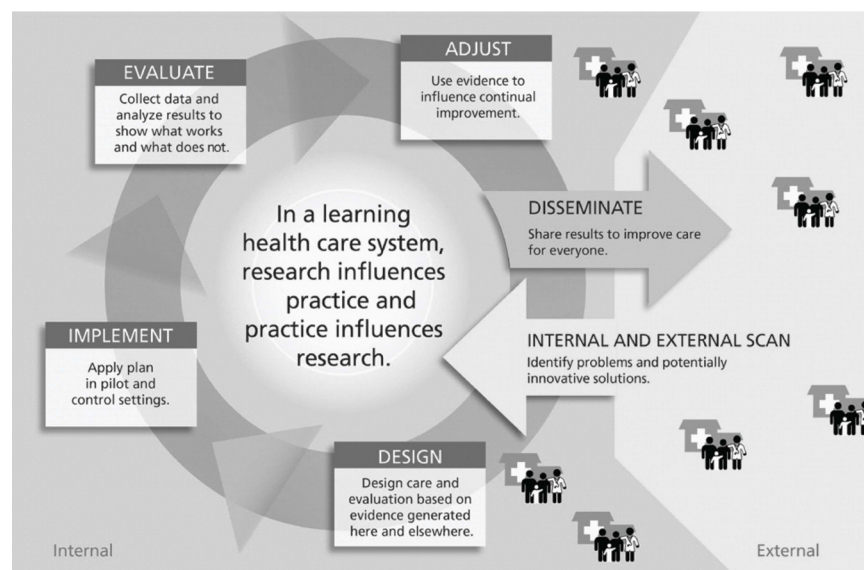 EVALUATE
Collect data and
analyze results to
show what works
and what does not.
ADJUST
Use evidence to
influence continual
improvement.
In a learning
health care system,
research influences
practice and
practice influences
research.
DISSEMINATE
Share results to improve care
for everyone.
INTERNAL AND EXTERNAL SCAN
Identify problems and potentially
innovative solutions.
IMPLEMENT
Apply plan
in pilot and
control settings.
DESIGN
Design care and
evaluation based on
evidence generated
here and elsewhere.
Internal
External